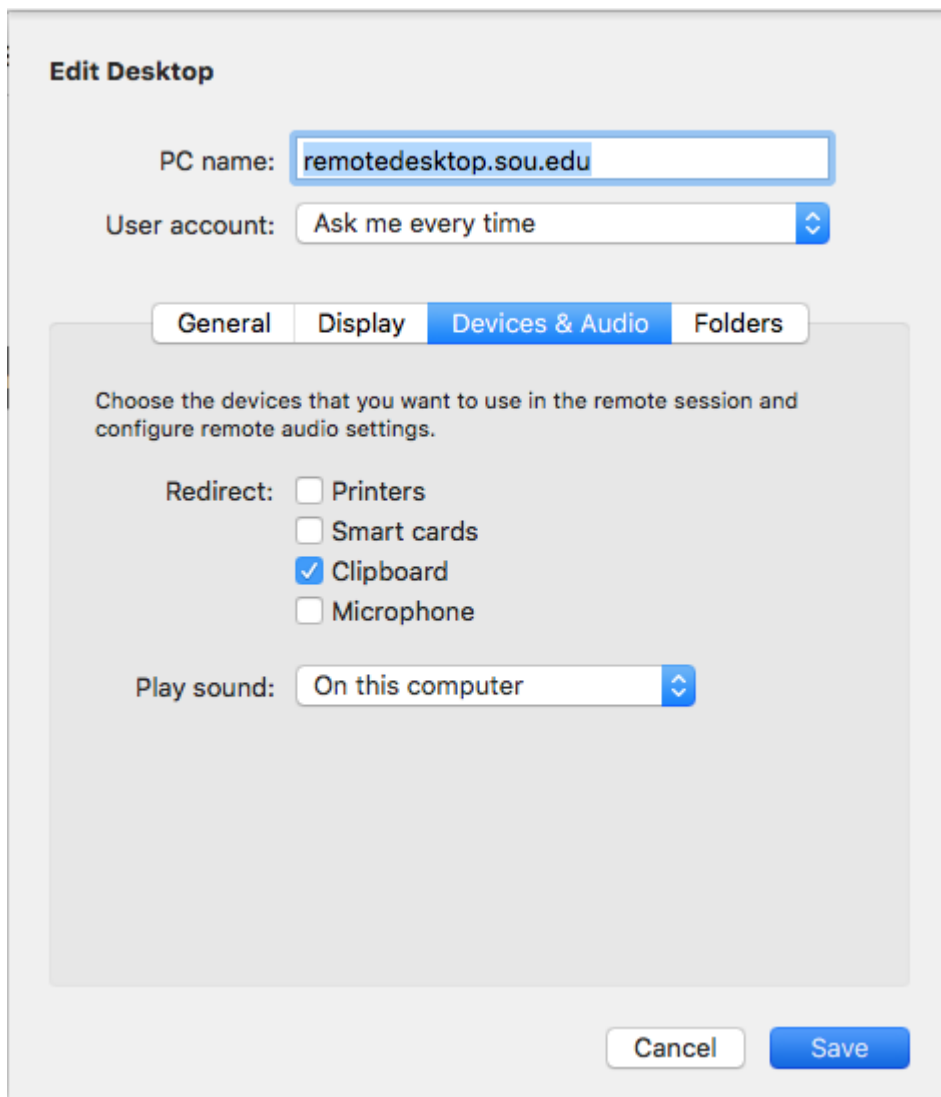 Edit Desktop
PC name: remotedesktop.sou.edu
User account: Ask me every time
General Display Devices & Audio Folders
Choose the devices that you want to use in the remote session and
configure remote audio settings.
Redirect: Printers
Smart cards
Clipboard
Microphone
Play sound: On this computer
Cancel Save